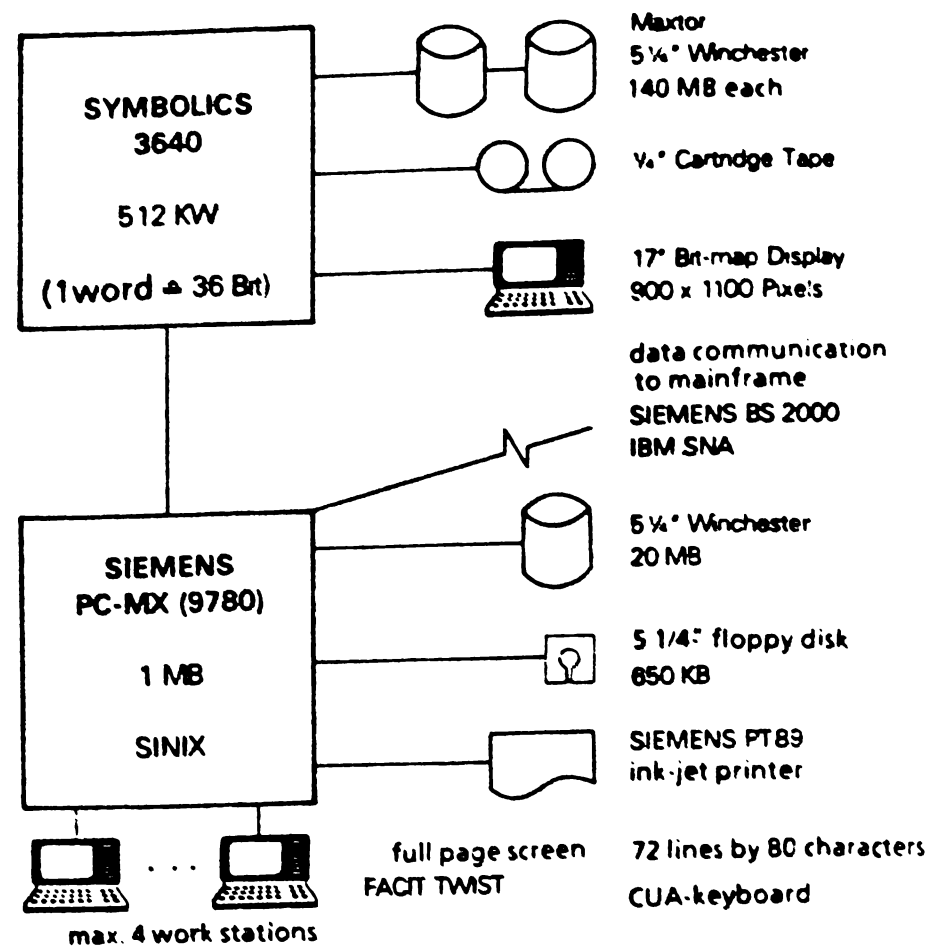 SYMBOLICS
3640
512 KW
(1 word ≙ 36 Bit)
Maxtor
5 ¼" Winchester
140 MB each
¼" Cartridge Tape
17" Bit-map Display
900 x 1100 Pixels
data communication
to mainframe
SIEMENS BS 2000
IBM SNA
SIEMENS
PC-MX (9780)
1 MB
SINIX
5 ¼" Winchester
20 MB
5 1/4" floppy disk
650 KB
SIEMENS PT89
ink-jet printer
. . .
max. 4 work stations
full page screen
FACIT TWIST
72 lines by 80 characters
CUA-keyboard